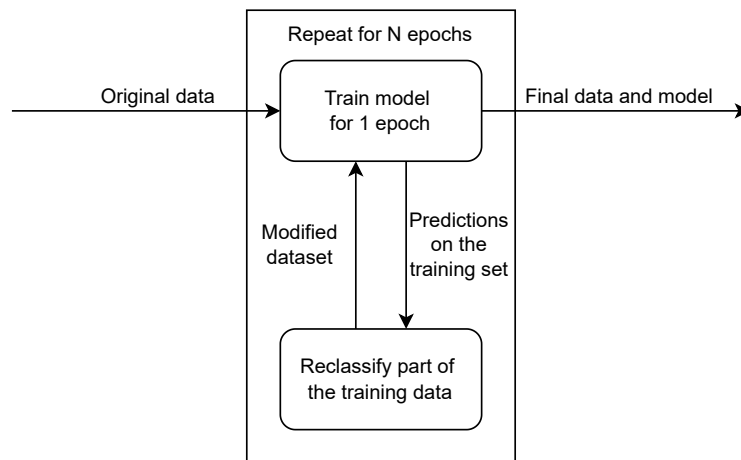 Repeat for N epochs
Original data
Train model
for 1 epoch
Final data and model
Modified
dataset
Predictions
on the
training set
Reclassify part of
the training data